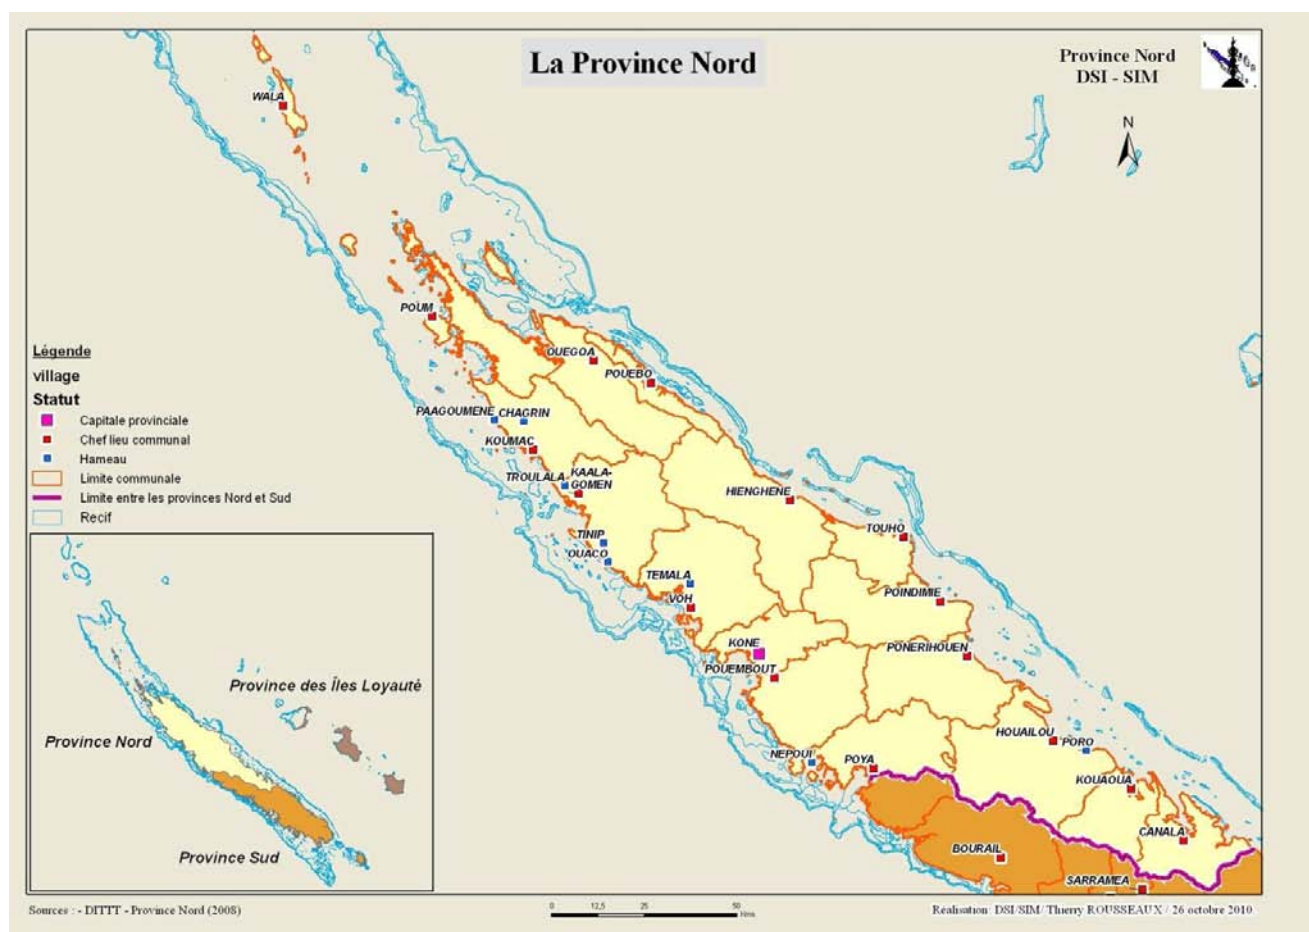 La Province Nord
Province Nord
DSI - SIM
N
WALA
POUM
OUEGOA
POUEBO
PAAGOUMENE
CHAGRIN
KOUMAC
TROULALA
KAALA-
GOMEN
HIENGHENE
TOUHO
TINIP
OUACO
TEMALA
VOH
POINDIMIE
KONE
POUEMBOUT
PONERIHOUEN
HOUAILOU
PORO
NEPOUI
POYA
KOUAOUA
CANALA
BOURAIL
SARRAMEA
Légende
village
Statut
Capitale provinciale
Chef lieu communal
Hameau
Limite communale
Limite entre les provinces Nord et Sud
Recif
Province des Îles Loyauté
Province Nord
Province Sud
Sources : - DITTT - Province Nord (2008)
0 12,5 25 50
Kms
Réalisation: DSI/SIM/ Thierry ROUSSEAUX / 26 octobre 2010